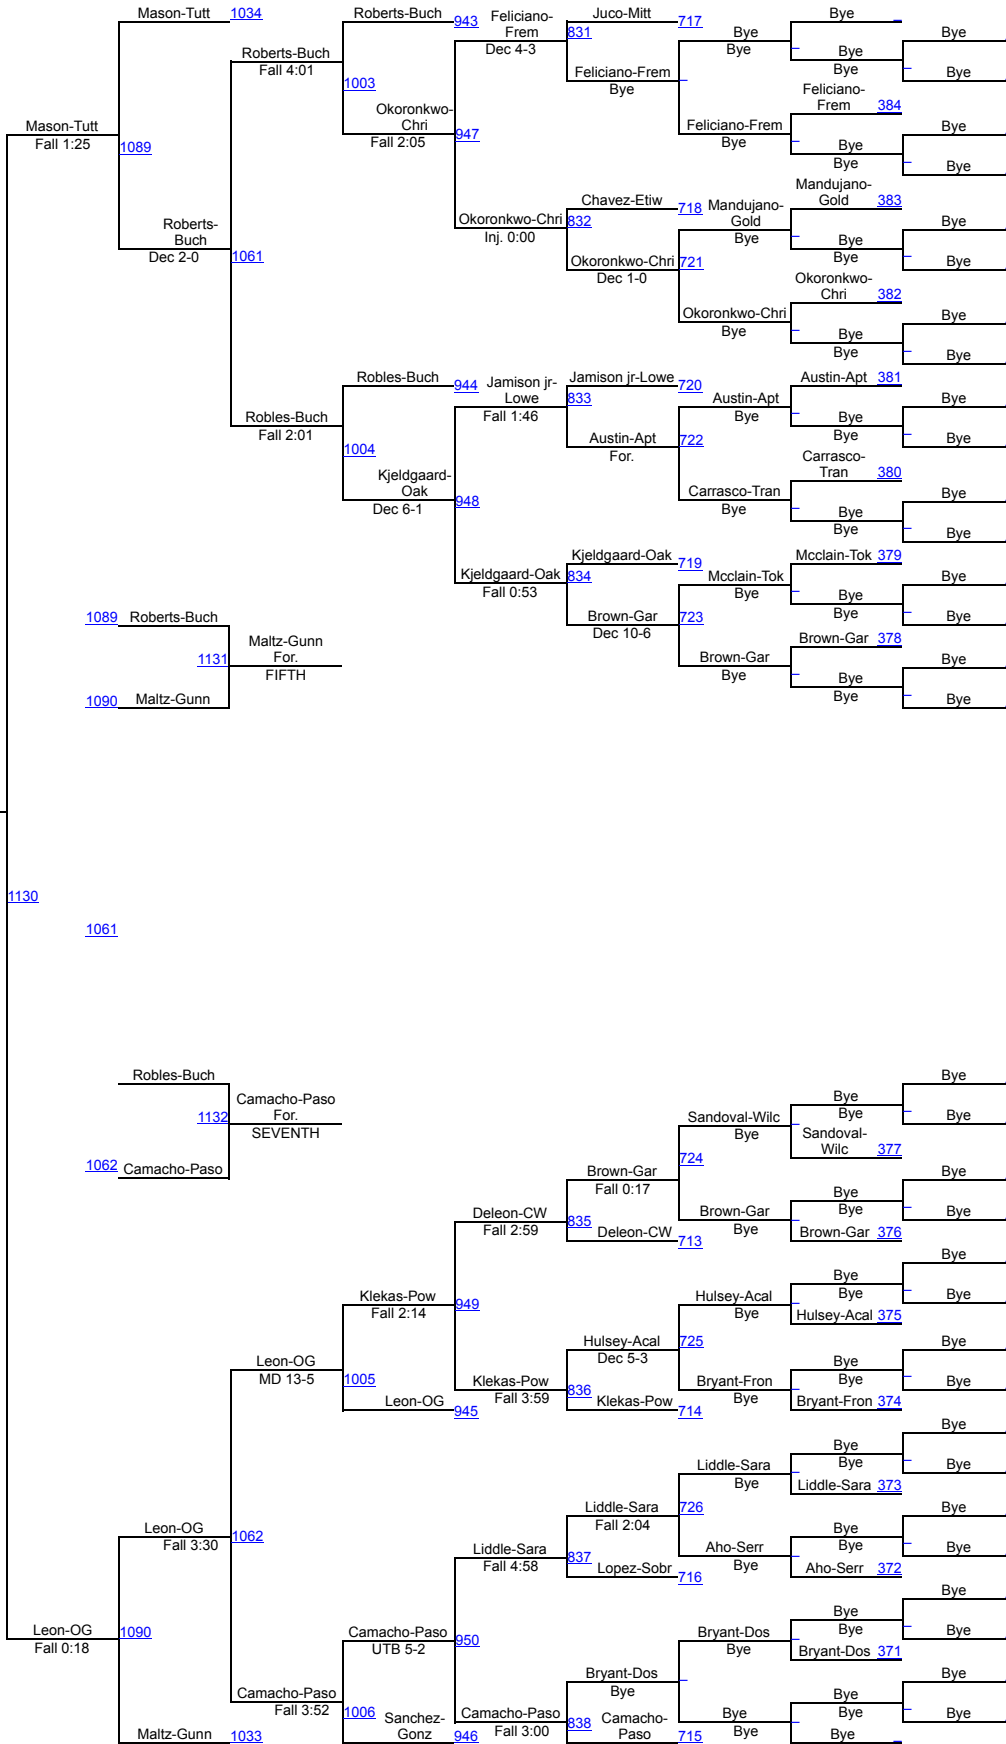 Mason-Tutt 1034
Roberts-Buch 943
Feliciano-
Frem
Dec 4-3
Juco-Mitt 717
831
Bye
Bye
Bye
Bye
Bye
Bye
Bye
Roberts-Buch
Fall 4:01
Feliciano-Frem
Bye
1003
Feliciano-
Frem 384
Okoronkwo-
Chri
Fall 2:05
947
Feliciano-Frem
Bye
Bye
Bye
Bye
Bye
Mason-Tutt
Fall 1:25
1089
Mandujano-
Gold 383
Chavez-Etiw 718
Mandujano-
Gold
Bye
Okoronkwo-Chri 832
Inj. 0:00
Roberts-
Buch
Dec 2-0
1061
Bye
Bye
Bye
Bye
Okoronkwo-Chri 721
Dec 1-0
Okoronkwo-
Chri 382
Okoronkwo-Chri
Bye
Bye
Bye
Bye
Bye
Robles-Buch 944
Jamison jr-
Lowe
Fall 1:46
Jamison jr-Lowe 720
833
Austin-Apt 381
Austin-Apt
Bye
Bye
Bye
Bye
Bye
Robles-Buch
Fall 2:01
Austin-Apt
For.
722
1004
Carrasco-
Tran 380
Kjeldgaard-
Oak
Dec 6-1
948
Carrasco-Tran
Bye
Bye
Bye
Bye
Bye
Kjeldgaard-Oak 719
Mcclain-Tok 379
Kjeldgaard-Oak 834
Fall 0:53
Mcclain-Tok
Bye
Bye
Bye
Bye
Bye
1089 Roberts-Buch
Brown-Gar
Dec 10-6
723
Maltz-Gunn
For.
FIFTH
1131
Brown-Gar 378
Brown-Gar
Bye
Bye
Bye
Bye
Bye
1090 Maltz-Gunn
1130
1061
Robles-Buch
Camacho-Paso
For.
SEVENTH
1132
Bye
Bye
Bye
Bye
Sandoval-Wilc
Bye
Sandoval-
Wilc 377
724
1062 Camacho-Paso
Brown-Gar
Fall 0:17
Bye
Bye
Bye
Bye
Deleon-CW
Fall 2:59
835
Deleon-CW 713
Brown-Gar
Bye
Brown-Gar 376
Bye
Bye
Bye
Bye
Klekas-Pow
Fall 2:14
949
Hulsey-Acal
Bye
Hulsey-Acal 375
Hulsey-Acal
Dec 5-3
725
Leon-OG
MD 13-5
1005
Leon-OG 945
Klekas-Pow
Fall 3:59
836
Klekas-Pow 714
Bryant-Fron
Bye
Bye
Bye
Bye
Bye
Bryant-Fron 374
Bye
Bye
Bye
Bye
Liddle-Sara
Bye
Liddle-Sara 373
Liddle-Sara
Fall 2:04
726
Leon-OG
Fall 3:30
1062
Liddle-Sara
Fall 4:58
837
Lopez-Sobr 716
Aho-Serr
Bye
Bye
Bye
Bye
Bye
Aho-Serr 372
Leon-OG
Fall 0:18
1090
Camacho-Paso
UTB 5-2
950
Bryant-Dos
Bye
Bye
Bye
Bye
Bye
Bryant-Dos 371
Bryant-Dos
Bye
Camacho-Paso
Fall 3:52
1006
Sanchez-
Gonz 946
Camacho-Paso
Fall 3:00
838
Camacho-
Paso 715
Bye
Bye
Bye
Bye
Bye
Bye
Bye
Maltz-Gunn 1033